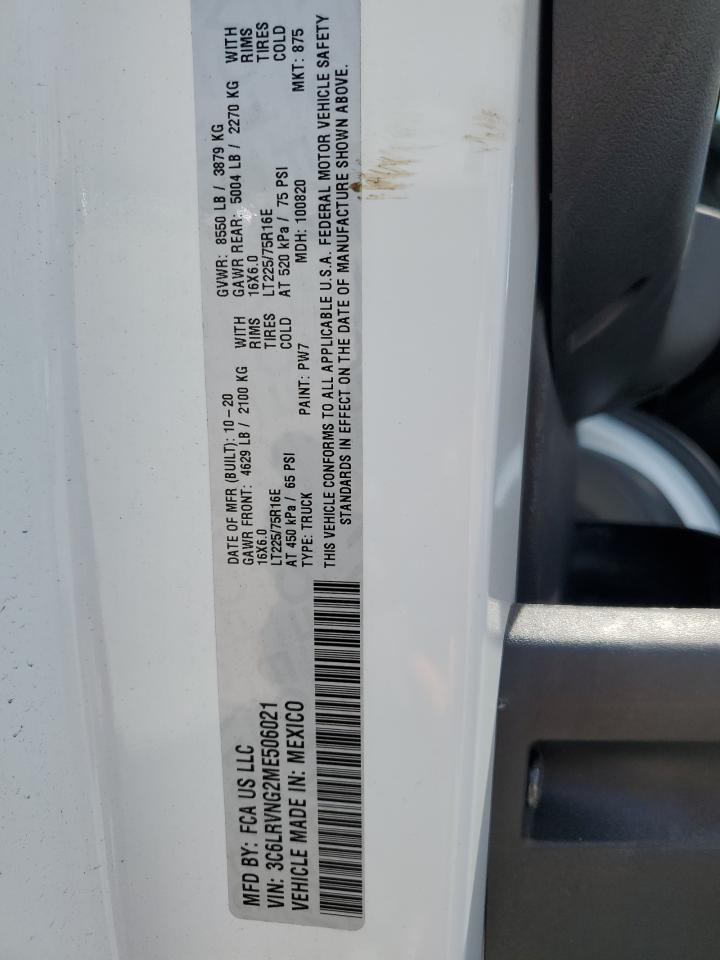 MFD BY: FCA US LLC
VIN: 3C6LRVNG2ME506021
VEHICLE MADE IN: MEXICO
DATE OF MFR (BUILT): 10-20
GVWR: 8550 LB / 3879 KG
GAWR FRONT: 4629 LB / 2100 KG WITH
GAWR REAR: 5004 LB / 2270 KG WITH
16X6.0 RIMS
16X6.0 RIMS
LT225/75R16E TIRES
LT225/75R16E TIRES
AT 450 kPa / 65 PSI COLD
AT 520 kPa / 75 PSI COLD
TYPE: TRUCK PAINT: PW7 MDH: 100820 MKT: 875
THIS VEHICLE CONFORMS TO ALL APPLICABLE U.S.A. FEDERAL MOTOR VEHICLE SAFETY
STANDARDS IN EFFECT ON THE DATE OF MANUFACTURE SHOWN ABOVE.